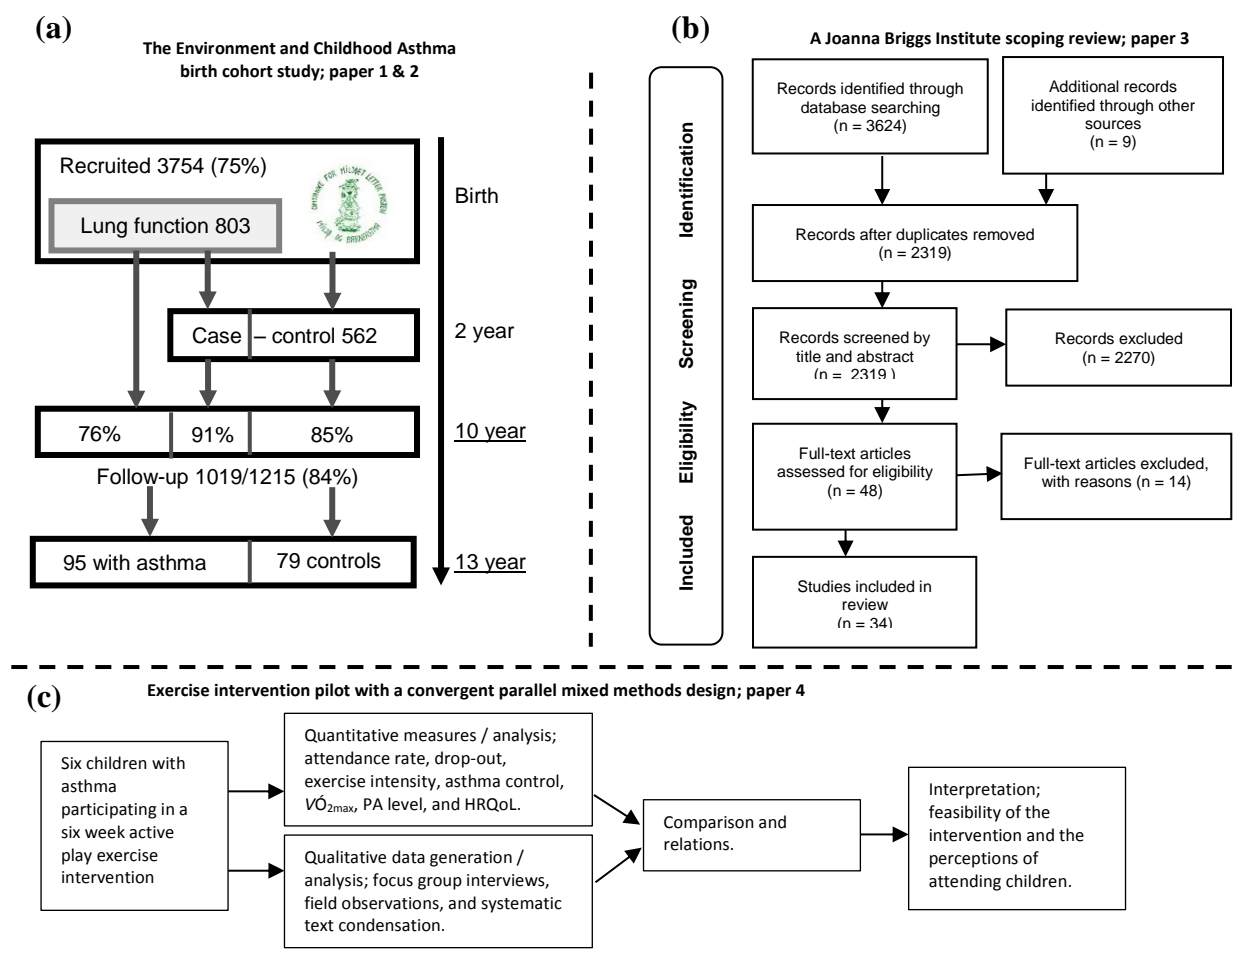 (a)
The Environment and Childhood Asthma
birth cohort study; paper 1 & 2
Recruited 3754 (75%)
Lung function 803
Birth
Case – control 562
2 year
76%
91%
85%
10 year
Follow-up 1019/1215 (84%)
95 with asthma
79 controls
13 year
(b)
A Joanna Briggs Institute scoping review; paper 3
Identification
Screening
Eligibility
Included
Records identified through
database searching
(n = 3624)
Additional records
identified through other
sources
(n = 9)
Records after duplicates removed
(n = 2319)
Records screened by
title and abstract
(n = 2319 )
Records excluded
(n = 2270)
Full-text articles
assessed for eligibility
(n = 48)
Full-text articles excluded,
with reasons (n = 14)
Studies included in
review
(n = 34)
(c)
Exercise intervention pilot with a convergent parallel mixed methods design; paper 4
Six children with
asthma
participating in a
six week active
play exercise
intervention
Quantitative measures / analysis;
attendance rate, drop-out,
exercise intensity, asthma control,
VÓ2max, PA level, and HRQoL.
Qualitative data generation /
analysis; focus group interviews,
field observations, and systematic
text condensation.
Comparison and
relations.
Interpretation;
feasibility of the
intervention and the
perceptions of
attending children.